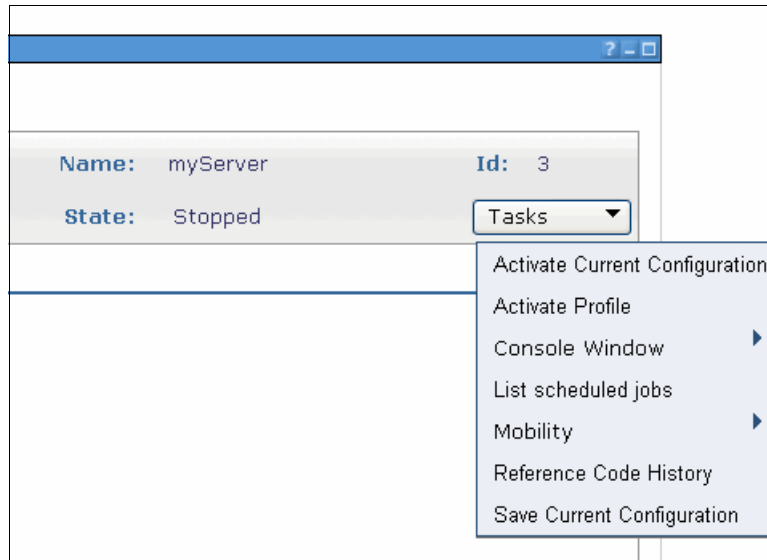 Name: myServer Id: 3
State: Stopped Tasks
Activate Current Configuration
Activate Profile
Console Window
List scheduled jobs
Mobility
Reference Code History
Save Current Configuration